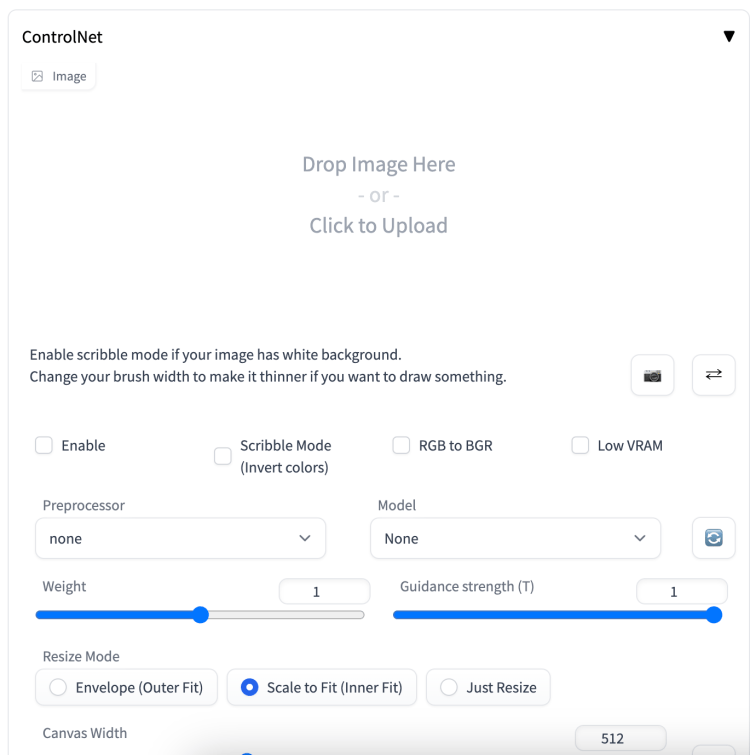 ControlNet
Image
Drop Image Here
- or -
Click to Upload
Enable scribble mode if your image has white background.
Change your brush width to make it thinner if you want to draw something.
Enable
Scribble Mode
(Invert colors)
RGB to BGR
Low VRAM
Preprocessor
Model
none
None
Weight
1
Guidance strength (T)
1
Resize Mode
Envelope (Outer Fit)
Scale to Fit (Inner Fit)
Just Resize
Canvas Width
512